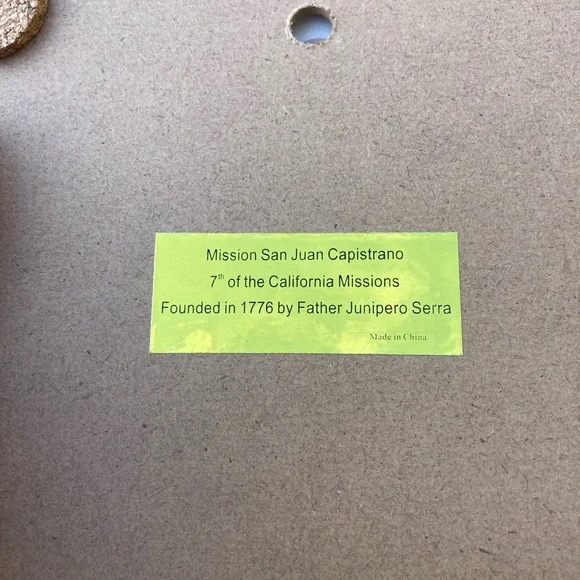 Mission San Juan Capistrano
7th of the California Missions
Founded in 1776 by Father Junipero Serra
Made in China